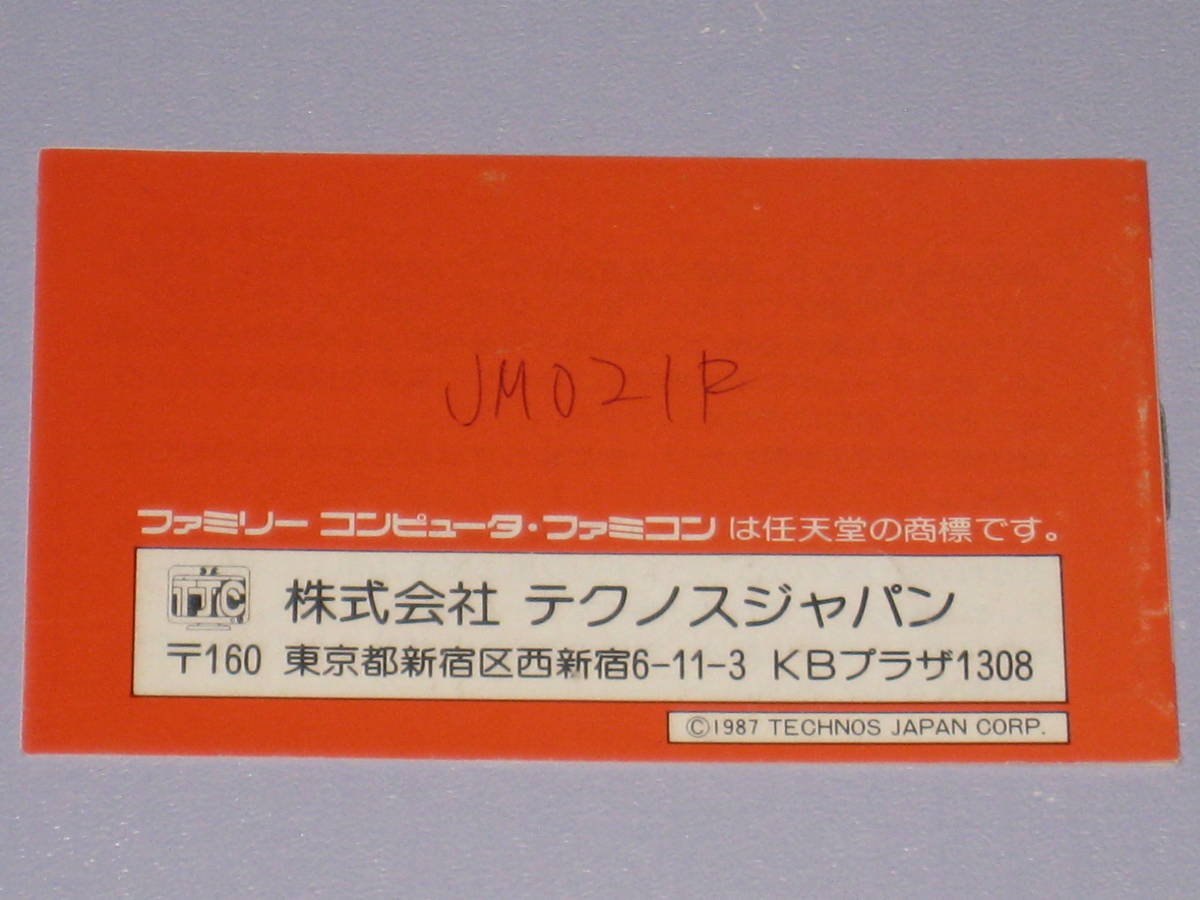 JM021P
ファミリー コンピュータ・ファミコン は任天堂の商標です。
TJC 株式会社 テクノスジャパン
〒160 東京都新宿区西新宿6-11-3 KBプラザ1308
©1987 TECHNOS JAPAN CORP.